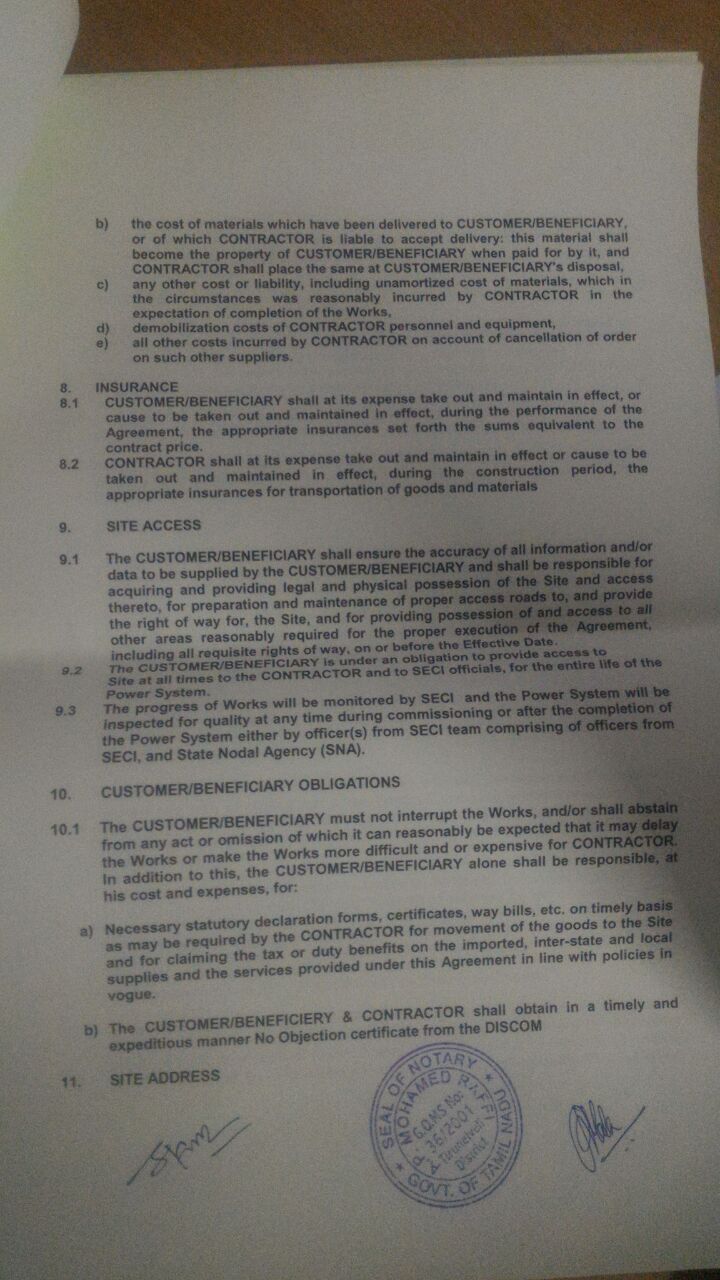 b) the cost of materials which have been delivered to CUSTOMER/BENEFICIARY,
or of which CONTRACTOR is liable to accept delivery: this material shall
become the property of CUSTOMER/BENEFICIARY when paid for by it, and
CONTRACTOR shall place the same at CUSTOMER/BENEFICIARY's disposal,
c) any other cost or liability, including unamortized cost of materials, which in
the circumstances was reasonably incurred by CONTRACTOR in the
expectation of completion of the Works,
d) demobilization costs of CONTRACTOR personnel and equipment,
e) all other costs incurred by CONTRACTOR on account of cancellation of order
on such other suppliers.
8. INSURANCE
8.1 CUSTOMER/BENEFICIARY shall at its expense take out and maintain in effect, or
cause to be taken out and maintained in effect, during the performance of the
Agreement, the appropriate insurances set forth the sums equivalent to the
contract price.
8.2 CONTRACTOR shall at its expense take out and maintain in effect or cause to be
taken out and maintained in effect, during the construction period, the
appropriate insurances for transportation of goods and materials
9. SITE ACCESS
9.1 The CUSTOMER/BENEFICIARY shall ensure the accuracy of all information and/or
data to be supplied by the CUSTOMER/BENEFICIARY and shall be responsible for
acquiring and providing legal and physical possession of the Site and access
thereto, for preparation and maintenance of proper access roads to, and provide
the right of way for, the Site, and for providing possession of and access to all
other areas reasonably required for the proper execution of the Agreement,
including all requisite rights of way, on or before the Effective Date.
9.2 The CUSTOMER/BENEFICIARY is under an obligation to provide access to
Site at all times to the CONTRACTOR and to SECI officials, for the entire life of the
Power System.
9.3 The progress of Works will be monitored by SECI and the Power System will be
inspected for quality at any time during commissioning or after the completion of
the Power System either by officer(s) from SECI team comprising of officers from
SECI, and State Nodal Agency (SNA).
10. CUSTOMER/BENEFICIARY OBLIGATIONS
10.1 The CUSTOMER/BENEFICIARY must not interrupt the Works, and/or shall abstain
from any act or omission of which it can reasonably be expected that it may delay
the Works or make the Works more difficult and or expensive for CONTRACTOR.
In addition to this, the CUSTOMER/BENEFICIARY alone shall be responsible, at
his cost and expenses, for:
a) Necessary statutory declaration forms, certificates, way bills, etc. on timely basis
as may be required by the CONTRACTOR for movement of the goods to the Site
and for claiming the tax or duty benefits on the imported, inter-state and local
supplies and the services provided under this Agreement in line with policies in
vogue.
b) The CUSTOMER/BENEFICIERY & CONTRACTOR shall obtain in a timely and
expeditious manner No Objection certificate from the DISCOM
11. SITE ADDRESS
SEAL OF NOTARY
MOHAMED RAFFI
G.O.MS No:
36/2001
Tirunelveli
District
GOVT. OF TAMIL NADU